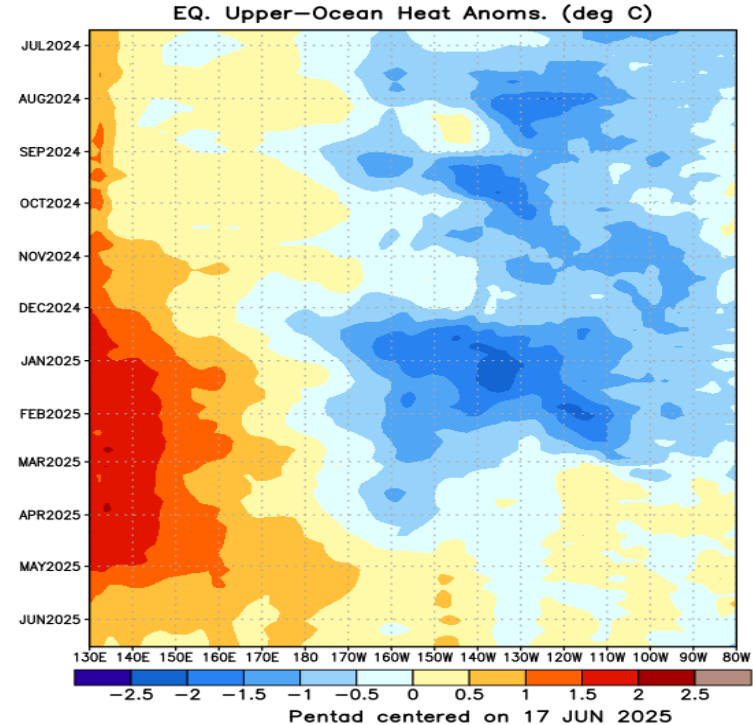 EQ. Upper-Ocean Heat Anoms. (deg C)
JUL2024
AUG2024
SEP2024
OCT2024
NOV2024
DEC2024
JAN2025
FEB2025
MAR2025
APR2025
MAY2025
JUN2025
130E 140E 150E 160E 170E 180 170W 160W 150W 140W 130W 120W 110W 100W 90W 80W
-2.5 -2 -1.5 -1 -0.5 0 0.5 1 1.5 2 2.5
Pentad centered on 17 JUN 2025